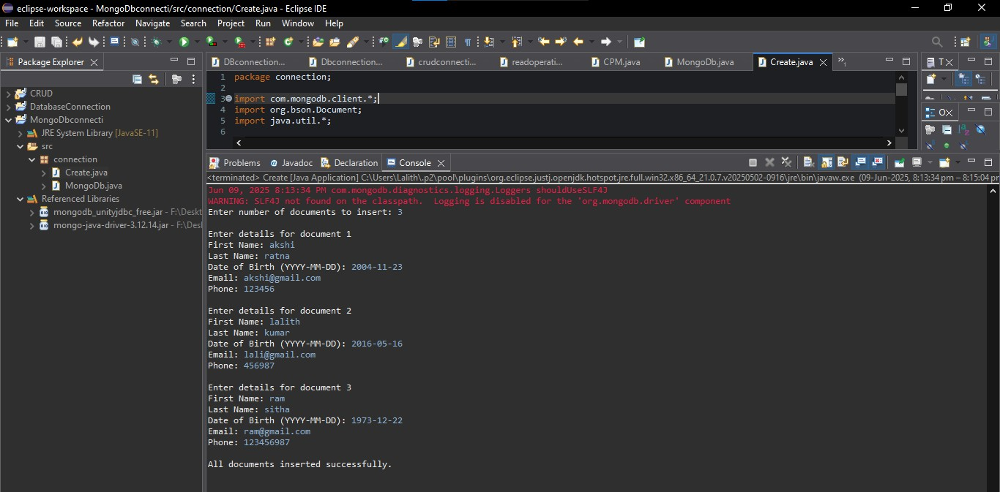 eclipse-workspace - MongoDbconnecti/src/connection/Create.java - Eclipse IDE
File Edit Source Refactor Navigate Search Project Run Window Help
Package Explorer
CRUD
DatabaseConnection
MongoDbconnecti
JRE System Library [JavaSE-11]
src
connection
Create.java
MongoDb.java
Referenced Libraries
mongodb_unityjdbc_free.jar - F:\Deskt
mongo-java-driver-3.12.14.jar - F:\Des
DBconnection... Dbconnection... crudconnecti... readoperati... CPM.java MongoDb.java Create.java »1
1 package connection;
2
3 import com.mongodb.client.*;
4 import org.bson.Document;
5 import java.util.*;
6
T
O
Problems Javadoc Declaration Console
<terminated> Create [Java Application] C:\Users\Lalith\.p2\pool\plugins\org.eclipse.justj.openjdk.hotspot.jre.full.win32.x86_64_21.0.7.v20250502-0916\jre\bin\javaw.exe (09-Jun-2025, 8:13:34 pm – 8:15:04 pr
Jun 09, 2025 8:13:34 PM com.mongodb.diagnostics.logging.Loggers shouldUseSLF4J
WARNING: SLF4J not found on the classpath.  Logging is disabled for the 'org.mongodb.driver' component
Enter number of documents to insert: 3
Enter details for document 1
First Name: akshi
Last Name: ratna
Date of Birth (YYYY-MM-DD): 2004-11-23
Email: akshi@gmail.com
Phone: 123456
Enter details for document 2
First Name: lalith
Last Name: kumar
Date of Birth (YYYY-MM-DD): 2016-05-16
Email: lali@gmail.com
Phone: 456987
Enter details for document 3
First Name: ram
Last Name: sitha
Date of Birth (YYYY-MM-DD): 1973-12-22
Email: ram@gmail.com
Phone: 123456987
All documents inserted successfully.